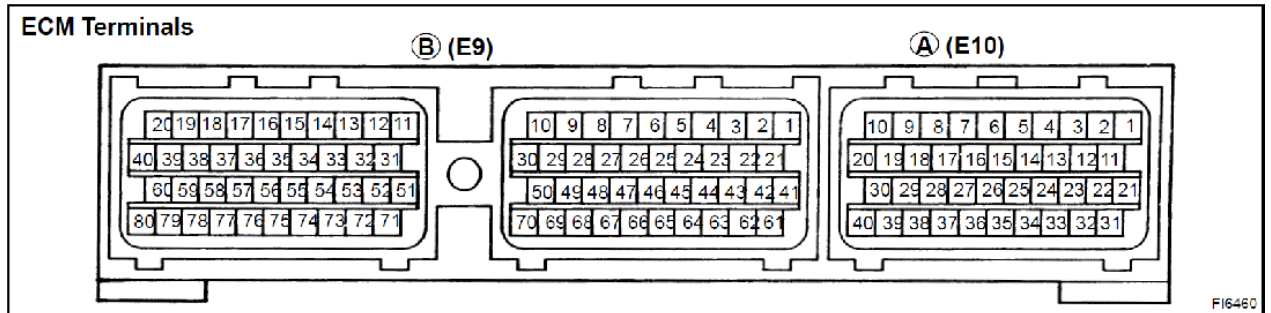 ECM Terminals
Ⓑ (E9)
Ⓐ (E10)
20 19 18 17 16 15 14 13 12 11
10 9 8 7 6 5 4 3 2 1
10 9 8 7 6 5 4 3 2 1
40 39 38 37 36 35 34 33 32 31
30 29 28 27 26 25 24 23 22 21
20 19 18 17 16 15 14 13 12 11
60 59 58 57 56 55 54 53 52 51
50 49 48 47 46 45 44 43 42 41
30 29 28 27 26 25 24 23 22 21
80 79 78 77 76 75 74 73 72 71
70 69 68 67 66 65 64 63 62 61
40 39 38 37 36 35 34 33 32 31
FI6460